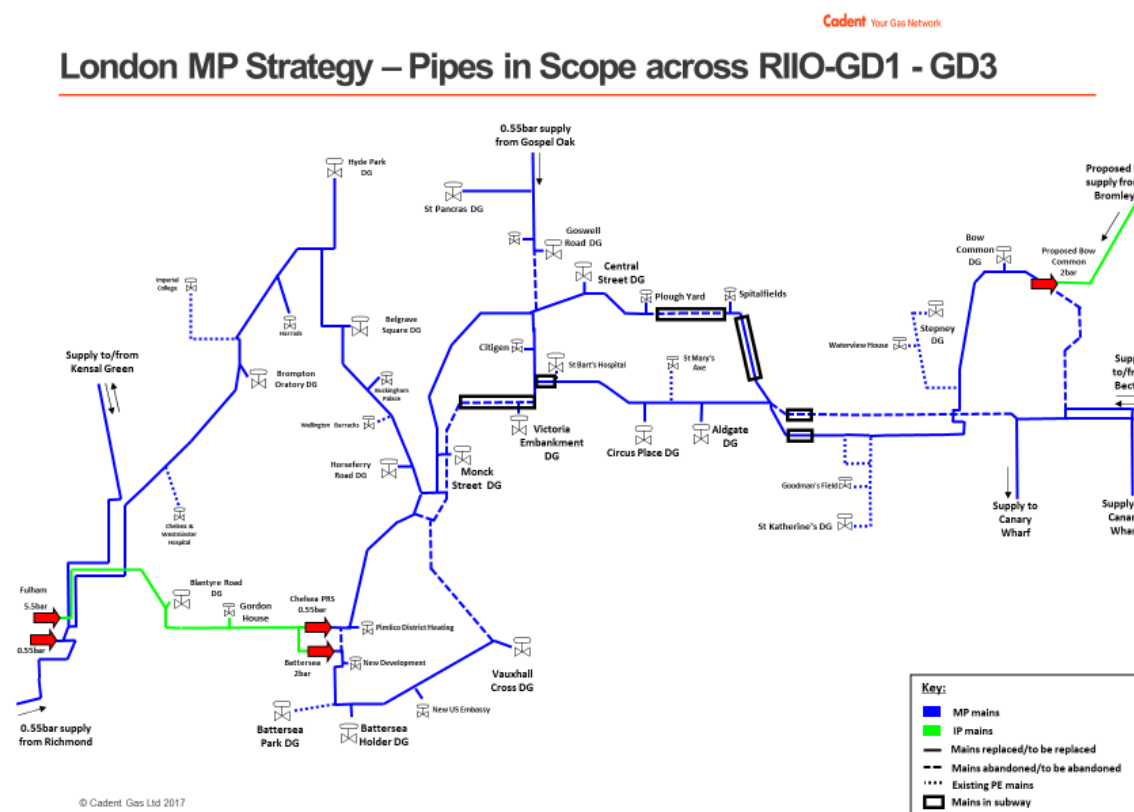 Cadent Your Gas Network
London MP Strategy – Pipes in Scope across RIIO-GD1 - GD3
0.55bar supply
from Gospel Oak
Hyde Park
DG
St Pancras DG
Proposed
supply from
Bromley
Goswell
Road DG
Bow
Common
DG
Proposed Bow
Common
2bar
Central
Street DG
Imperial
College
Plough Yard
Spitalfields
Harrods
Belgrave
Square DG
Stepney
DG
Citigen
Waterview House
Supply to/from
Kensal Green
St Bart's Hospital
St Mary's
Axe
Brompton
Oratory DG
Buckingham
Palace
Wellington Barracks
Victoria
Embankment
DG
Circus Place DG
Aldgate
DG
Horseferry
Road DG
Monck
Street DG
Goodman's Field
St Katherine's DG
Supply to
Canary
Wharf
Chelsea &
Westminster
Hospital
Fulham
5.5bar
0.55bar
Blantyre Road
DG
Gordon
House
Chelsea PRS
0.55bar
Pimlico District Heating
Battersea
2bar
New Development
Vauxhall
Cross DG
New US Embassy
0.55bar supply
from Richmond
Battersea
Park DG
Battersea
Holder DG
Key:
MP mains
IP mains
Mains replaced/to be replaced
Mains abandoned/to be abandoned
Existing PE mains
Mains in subway
© Cadent Gas Ltd 2017